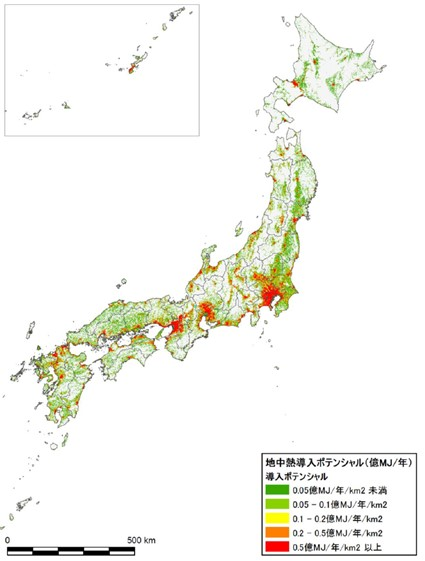 地中熱導入ポテンシャル(億MJ/年)
導入ポテンシャル
0.05億MJ/年/km2 未満
0.05 - 0.1億MJ/年/km2
0.1 - 0.2億MJ/年/km2
0.2 - 0.5億MJ/年/km2
0.5億MJ/年/km2 以上
0 500 km